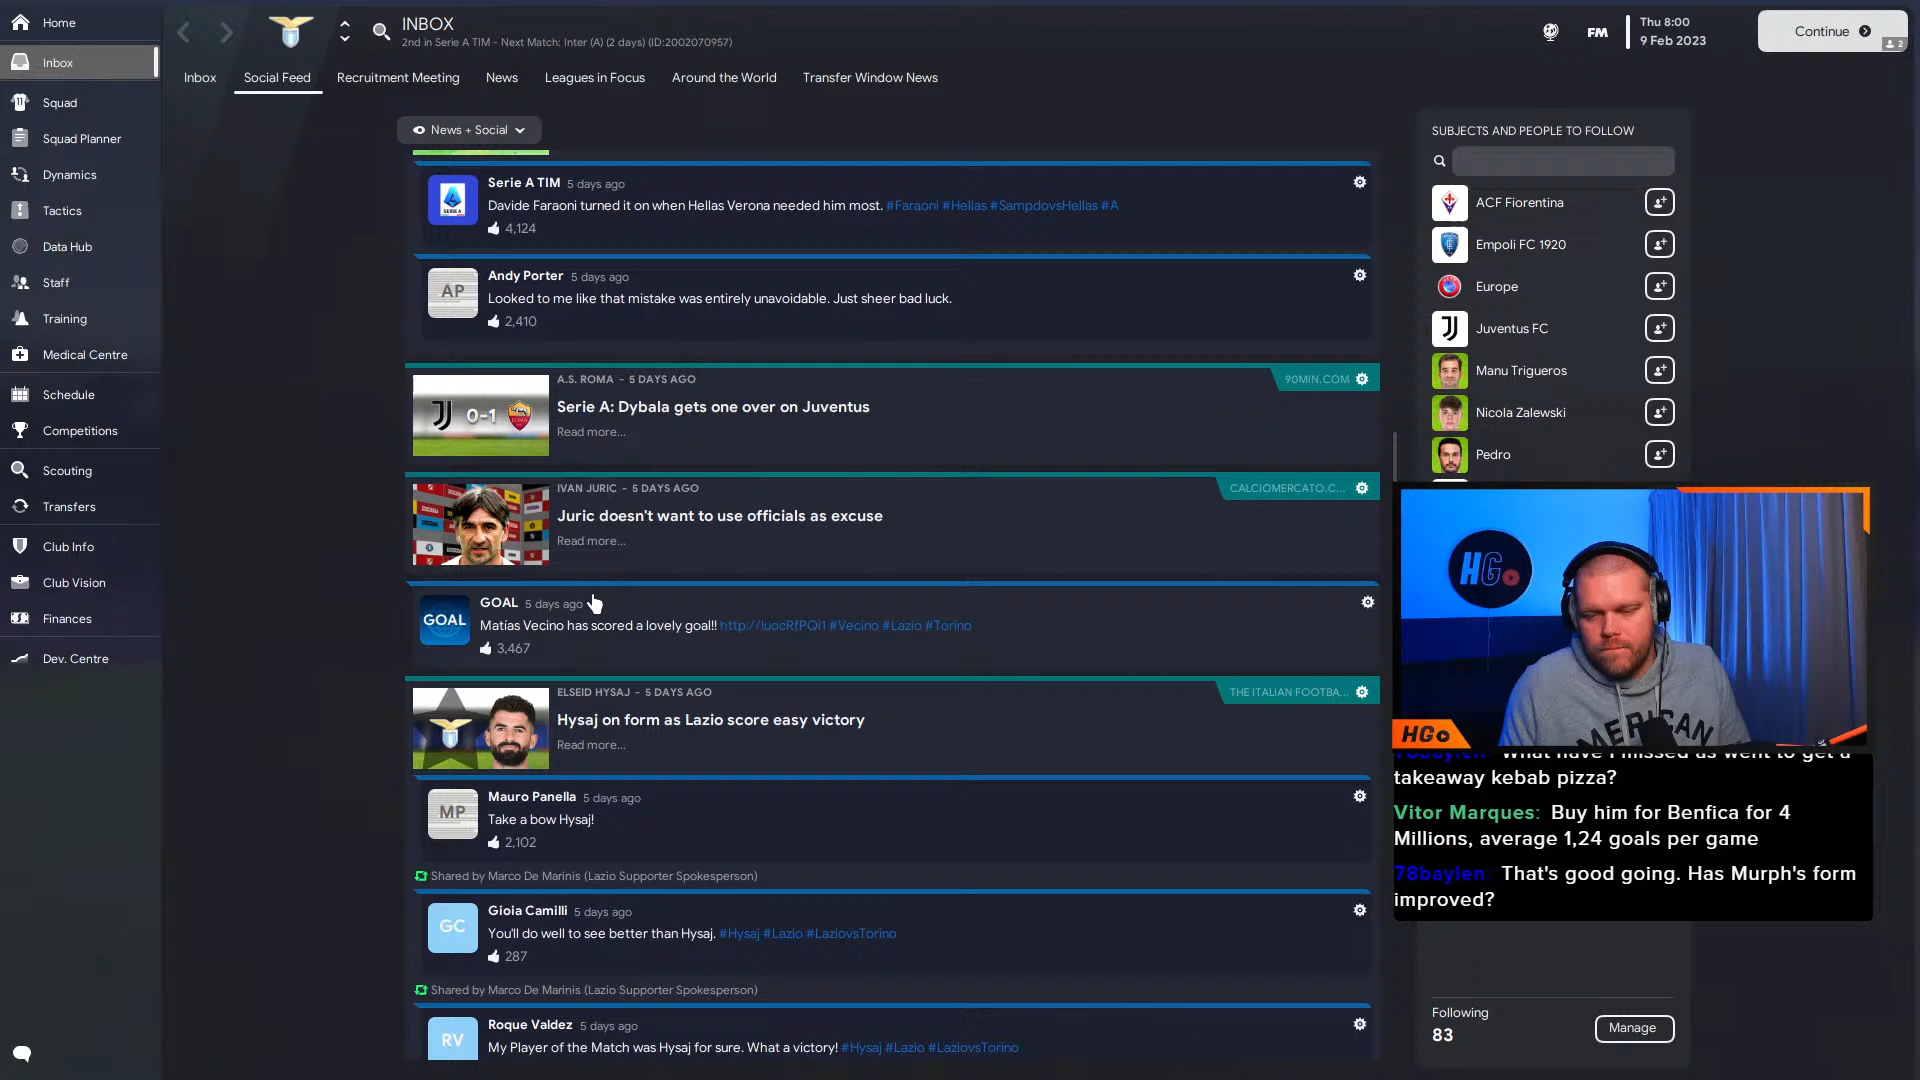 Home
Inbox
Squad
Squad Planner
Dynamics
Tactics
Data Hub
Staff
Training
Medical Centre
Schedule
Competitions
Scouting
Transfers
Club Info
Club Vision
Finances
Dev. Centre
INBOX
2nd in Serie A TIM - Next Match: Inter (A) (2 days) (ID:2002070957)
FM
Thu 8:00
9 Feb 2023
Continue
2
Inbox Social Feed Recruitment Meeting News Leagues in Focus Around the World Transfer Window News
News + Social
SERIE A
Serie A TIM 5 days ago
Davide Faraoni turned it on when Hellas Verona needed him most. #Faraoni #Hellas #SampdovsHellas #A
4,124
AP
Andy Porter 5 days ago
Looked to me like that mistake was entirely unavoidable. Just sheer bad luck.
2,410
A.S. ROMA - 5 DAYS AGO
90MIN.COM
0-1
Serie A: Dybala gets one over on Juventus
Read more...
IVAN JURIC - 5 DAYS AGO
CALCIOMERCATO.C...
Juric doesn't want to use officials as excuse
Read more...
GOAL
GOAL 5 days ago
Matías Vecino has scored a lovely goal!! http://luocRfPQi1 #Vecino #Lazio #Torino
3,467
ELSEID HYSAJ - 5 DAYS AGO
THE ITALIAN FOOTBA...
Hysaj on form as Lazio score easy victory
Read more...
MP
Mauro Panella 5 days ago
Take a bow Hysaj!
2,102
Shared by Marco De Marinis (Lazio Supporter Spokesperson)
GC
Gioia Camilli 5 days ago
You'll do well to see better than Hysaj. #Hysaj #Lazio #LaziovsTorino
287
Shared by Marco De Marinis (Lazio Supporter Spokesperson)
RV
Roque Valdez 5 days ago
My Player of the Match was Hysaj for sure. What a victory! #Hysaj #Lazio #LaziovsTorino
SUBJECTS AND PEOPLE TO FOLLOW
ACF Fiorentina
Empoli FC 1920
Europe
Juventus FC
Manu Trigueros
Nicola Zalewski
Pedro
HG
AMERICAN
HG
78baylen: What have I missed as went to get a
takeaway kebab pizza?
Vitor Marques: Buy him for Benfica for 4
Millions, average 1,24 goals per game
78baylen: That's good going. Has Murph's form
improved?
Following
83
Manage